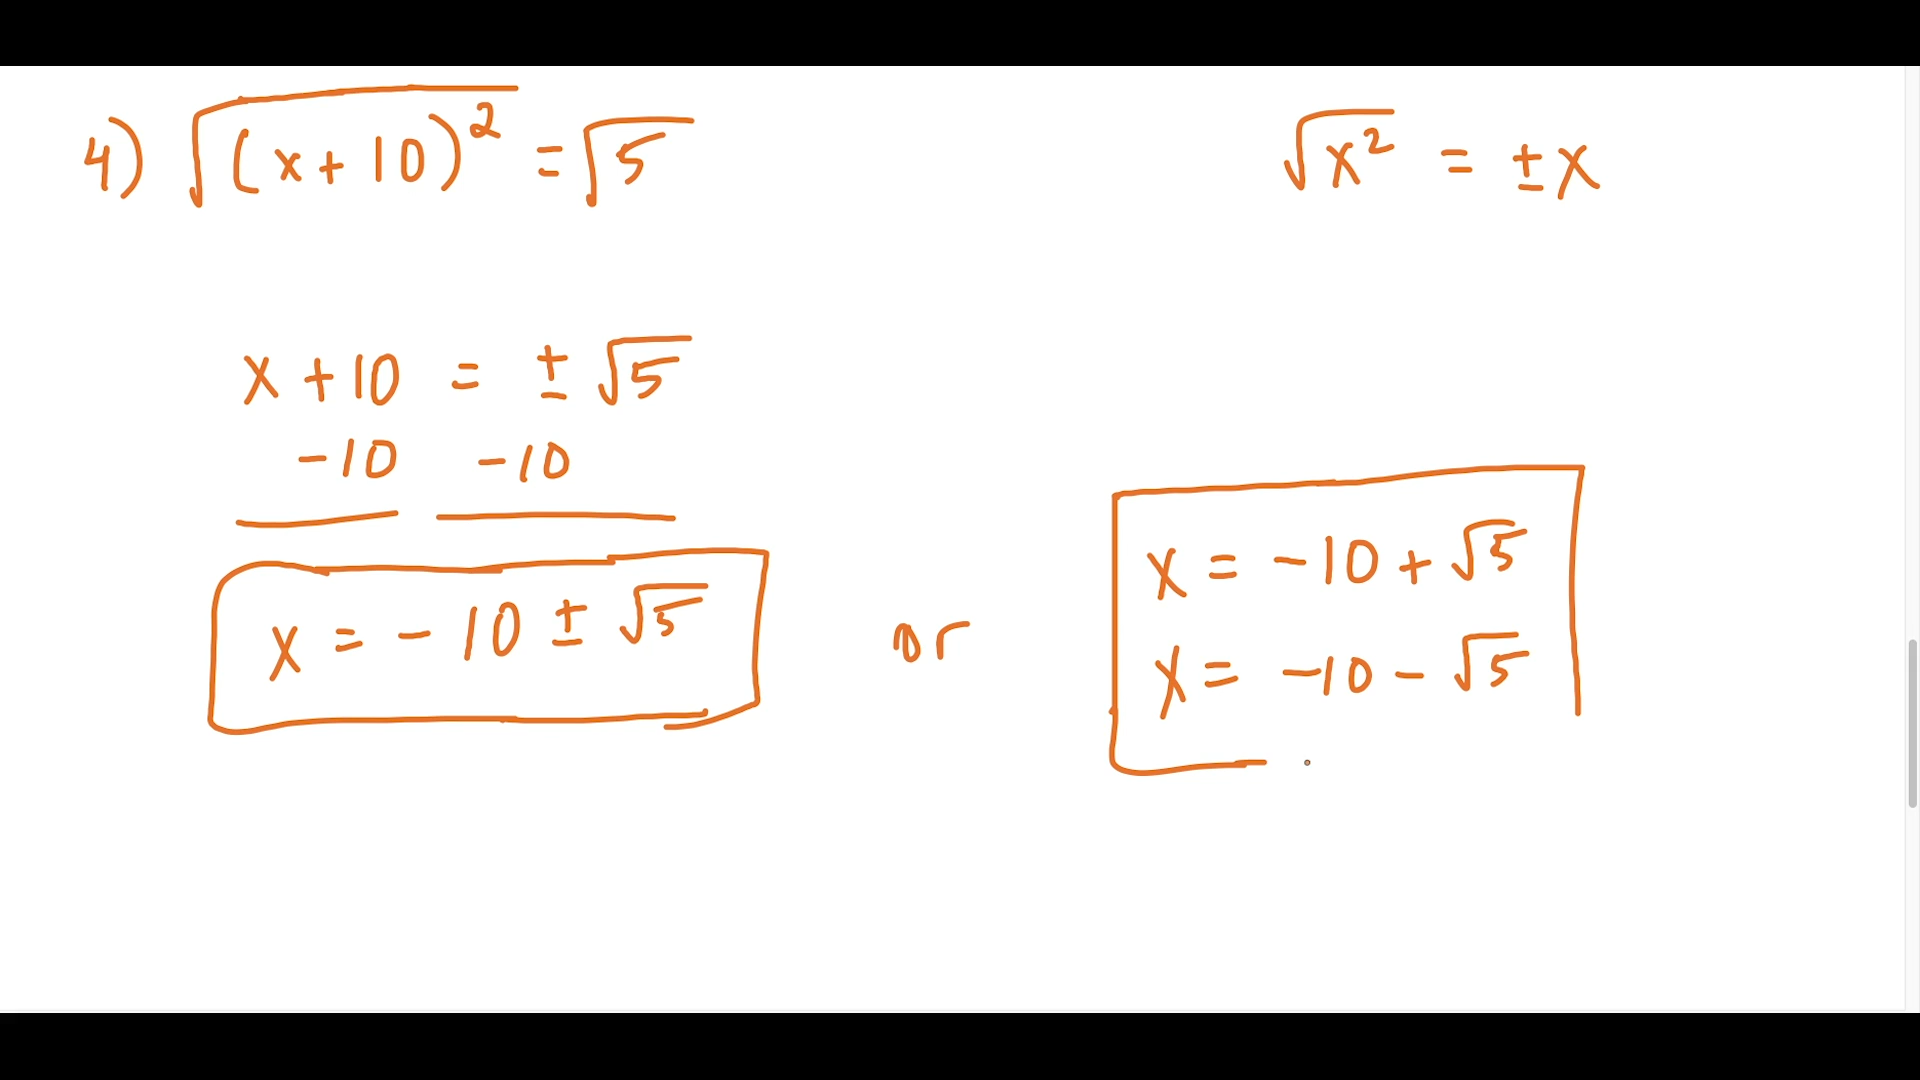 4) √(x+10)² = √5
√x² = ±x
x+10 = ±√5
-10 -10
x = -10 ± √5
or
x = -10 + √5
x = -10 - √5